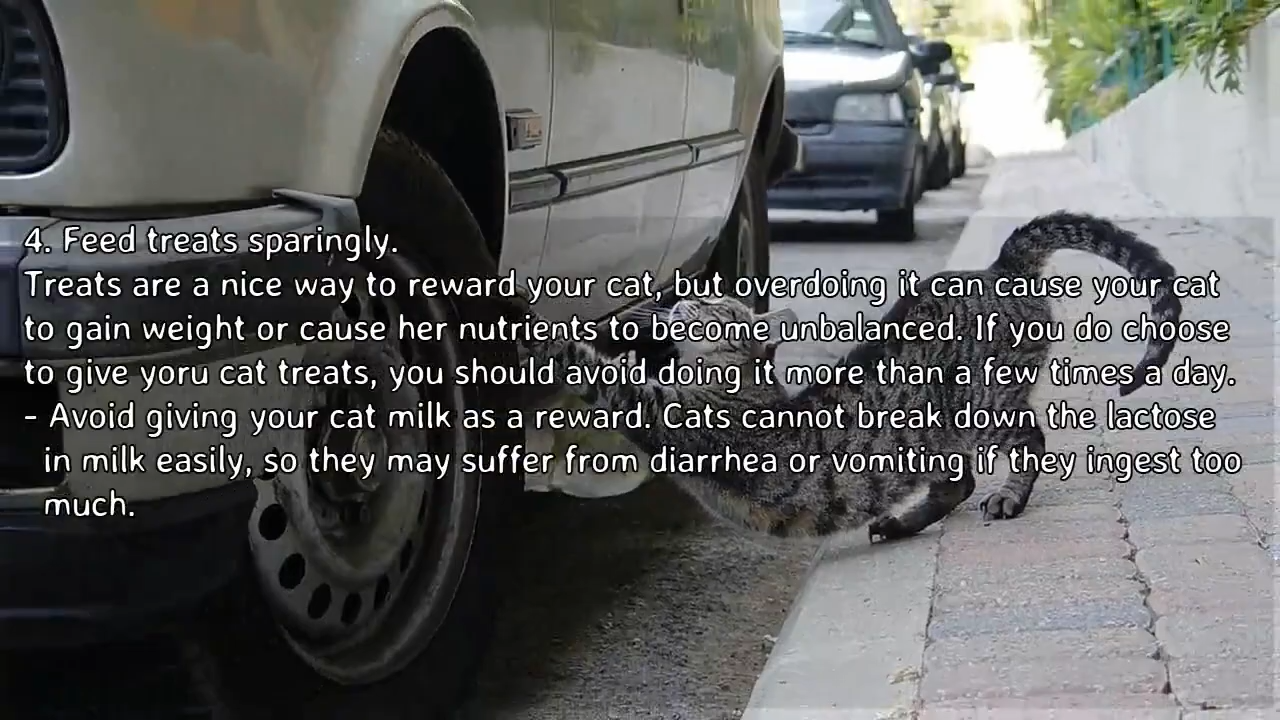 4. Feed treats sparingly.
Treats are a nice way to reward your cat, but overdoing it can cause your cat
to gain weight or cause her nutrients to become unbalanced. If you do choose
to give yoru cat treats, you should avoid doing it more than a few times a day.
- Avoid giving your cat milk as a reward. Cats cannot break down the lactose
in milk easily, so they may suffer from diarrhea or vomiting if they ingest too
much.